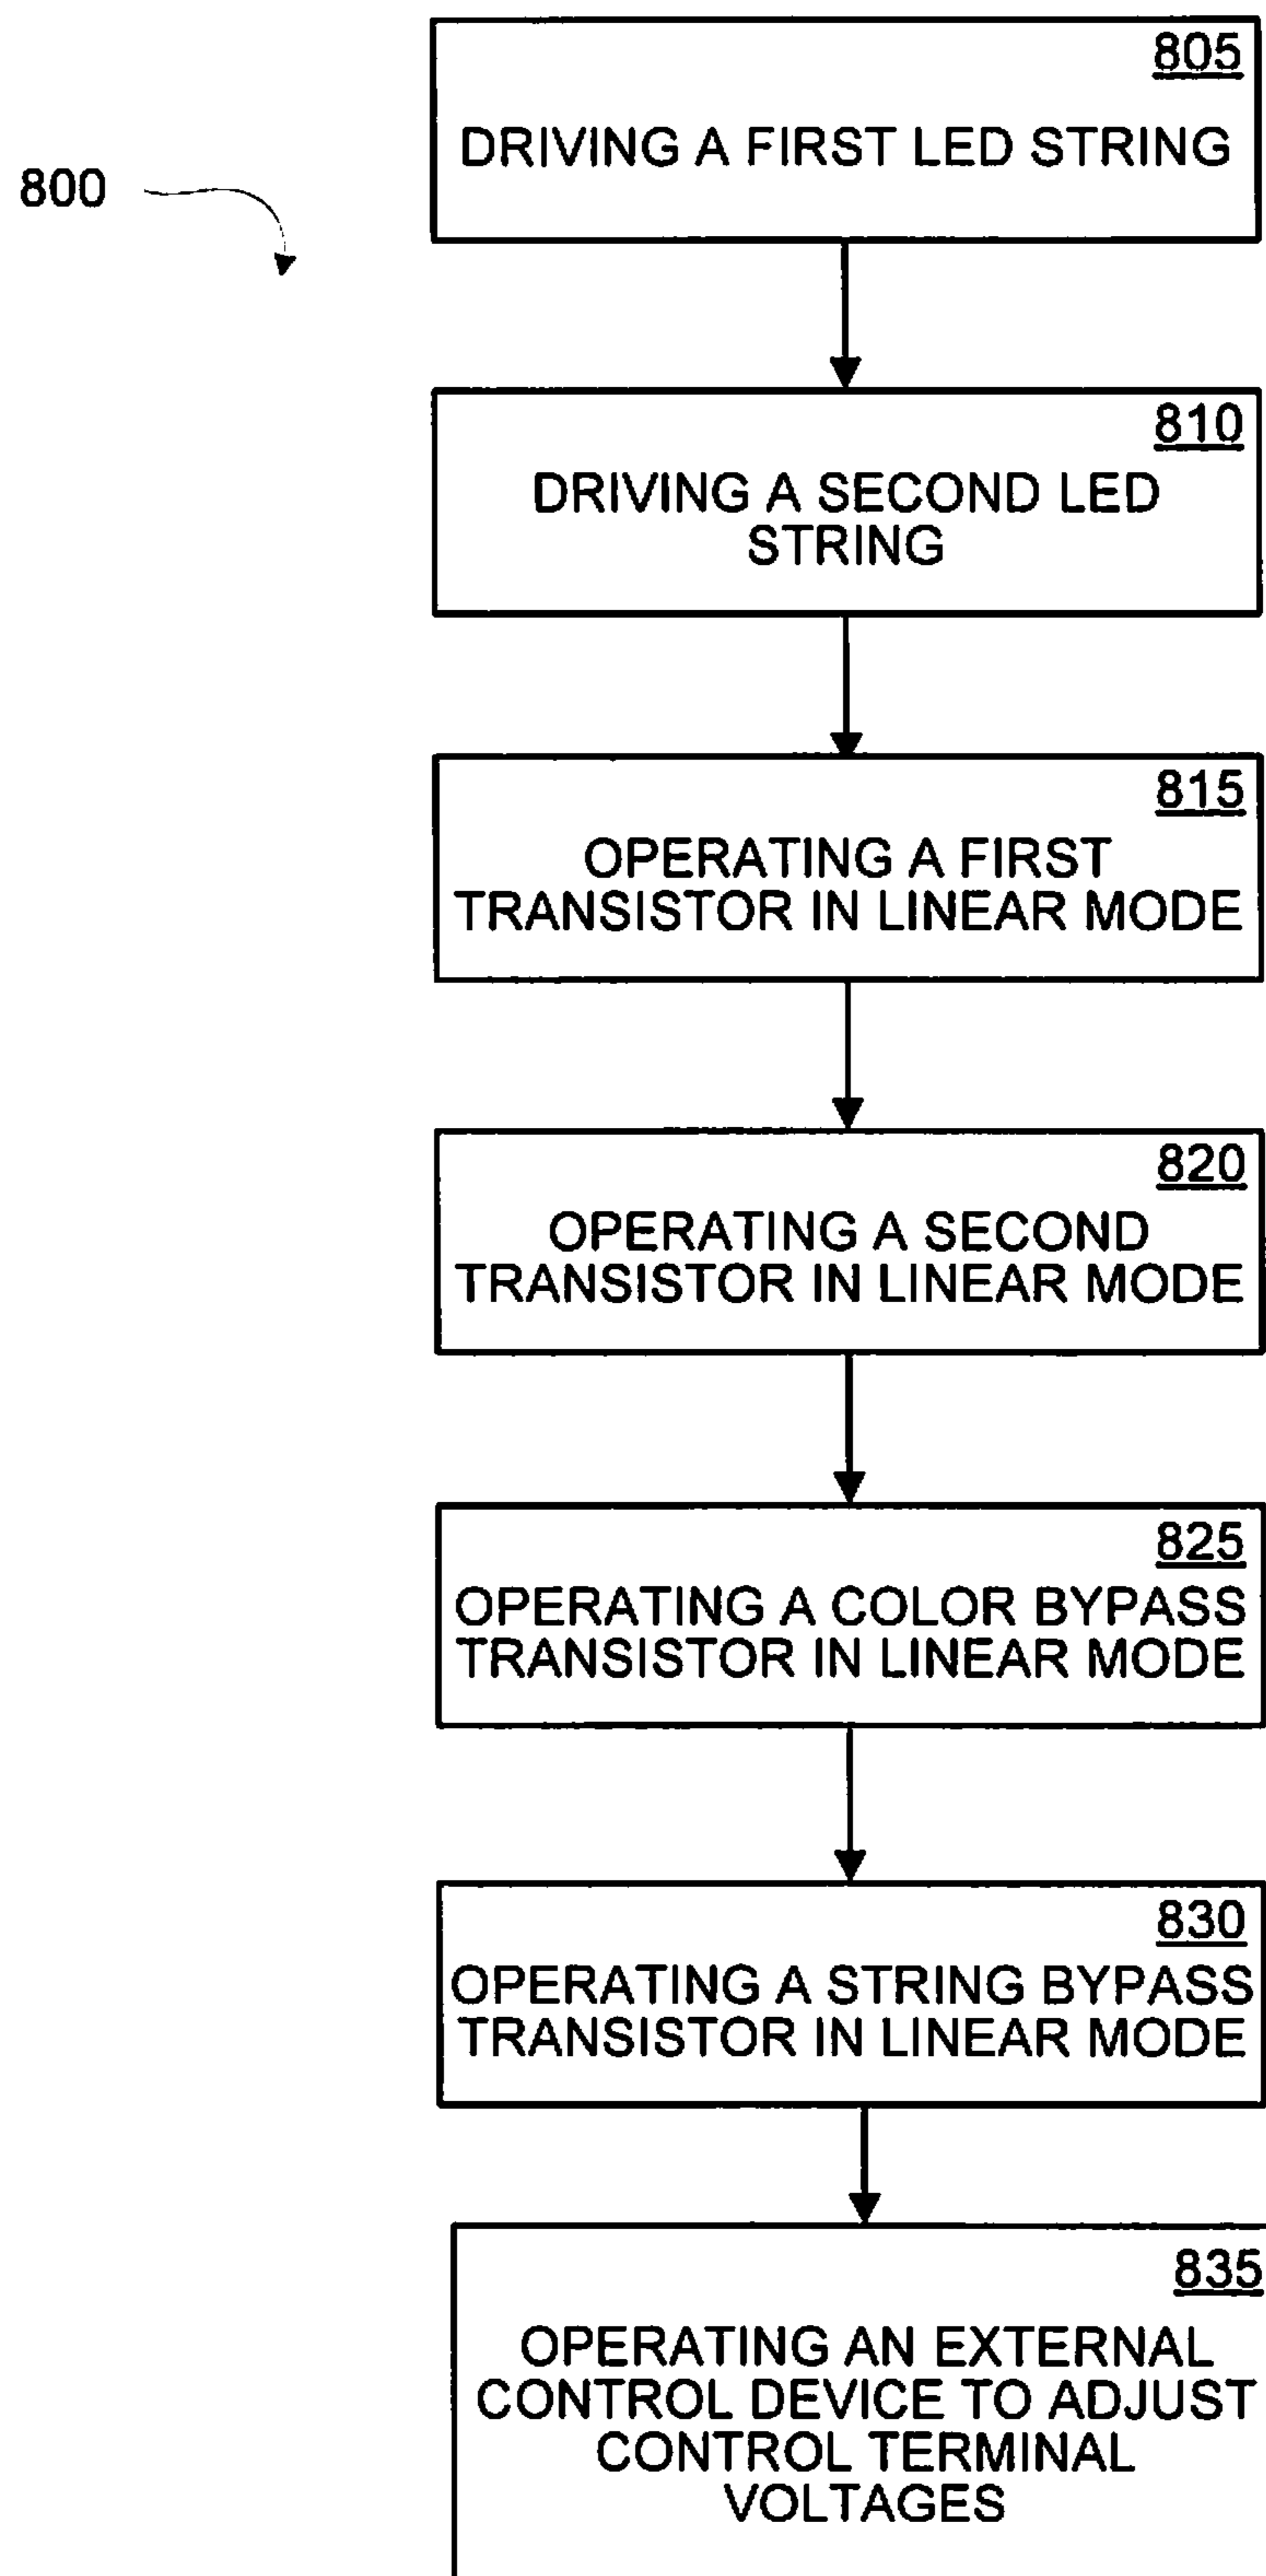 805
DRIVING A FIRST LED STRING
800
810
DRIVING A SECOND LED
STRING
815
OPERATING A FIRST
TRANSISTOR IN LINEAR MODE
820
OPERATING A SECOND
TRANSISTOR IN LINEAR MODE
825
OPERATING A COLOR BYPASS
TRANSISTOR IN LINEAR MODE
830
OPERATING A STRING BYPASS
TRANSISTOR IN LINEAR MODE
835
OPERATING AN EXTERNAL
CONTROL DEVICE TO ADJUST
CONTROL TERMINAL
VOLTAGES